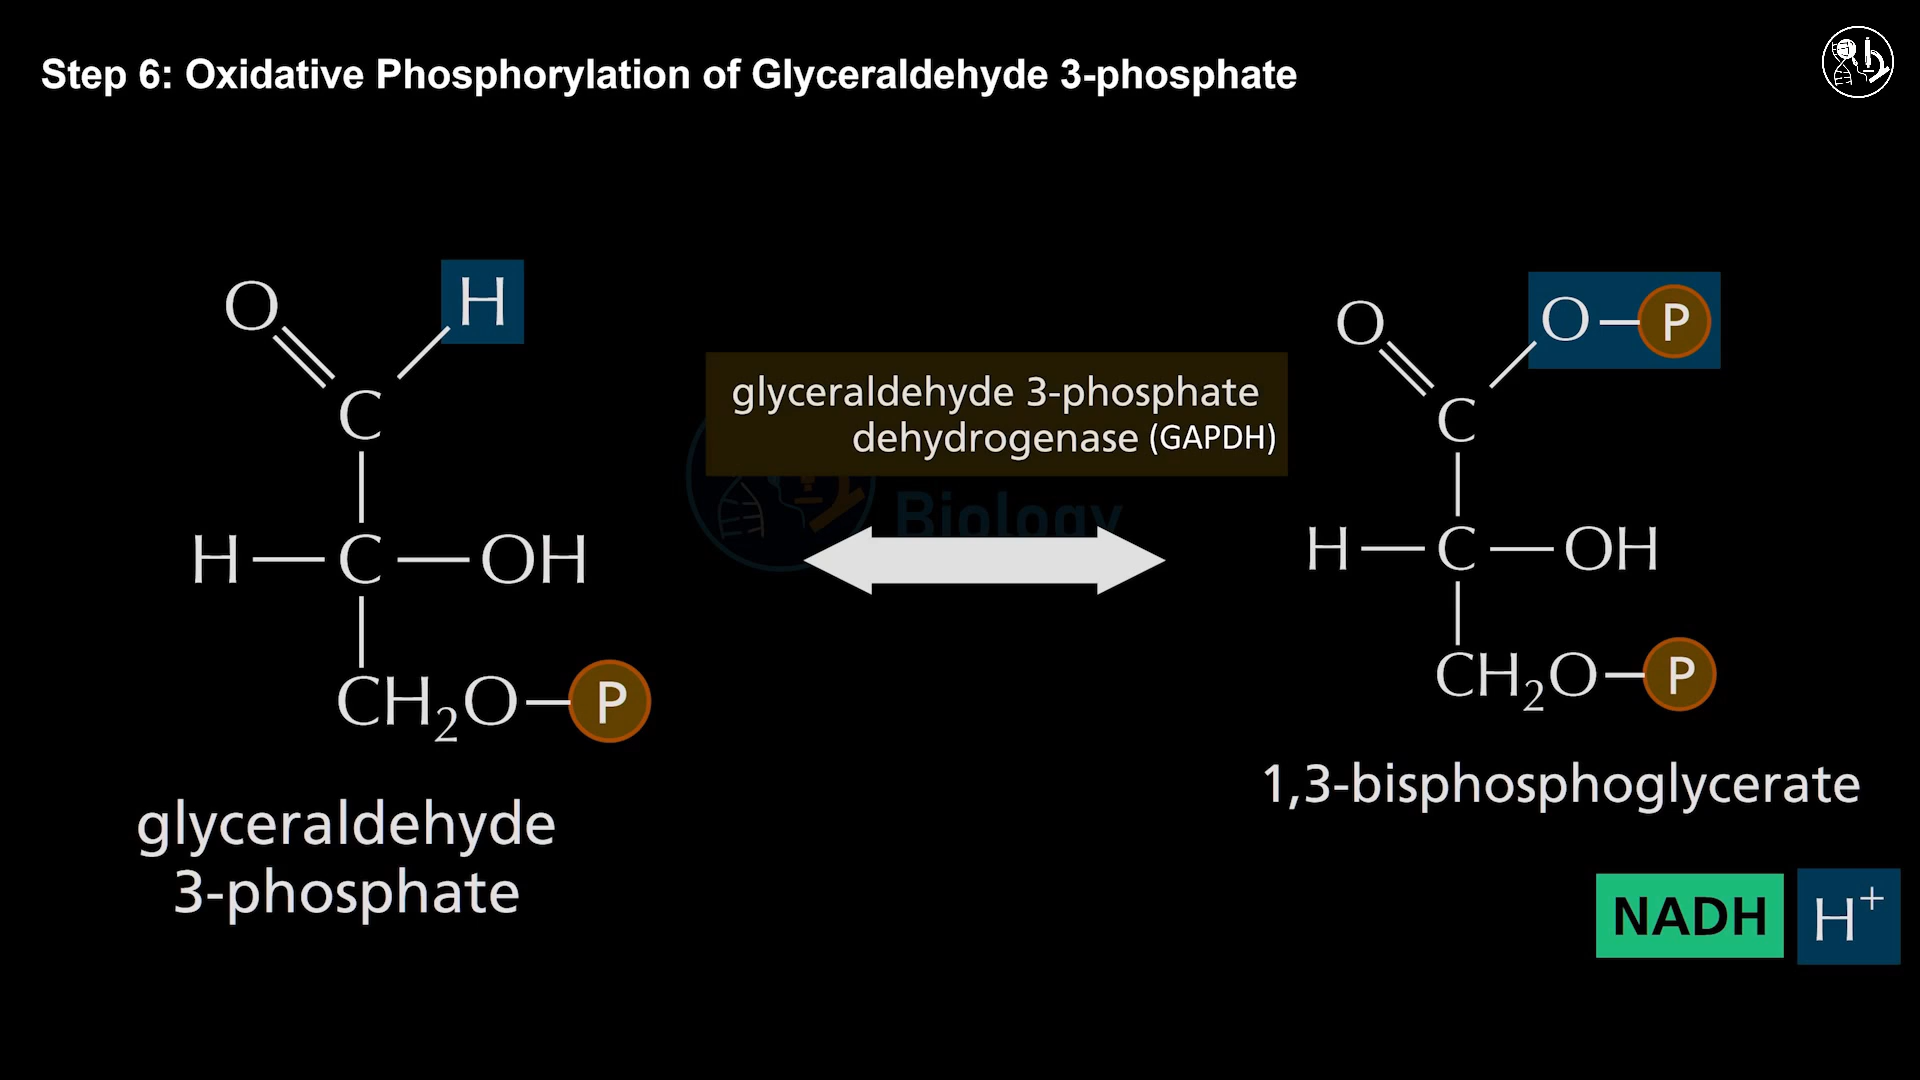 Step 6: Oxidative Phosphorylation of Glyceraldehyde 3-phosphate
O H
C
H C OH
CH₂O P
glyceraldehyde
3-phosphate
glyceraldehyde 3-phosphate
dehydrogenase (GAPDH)
Biology
O O P
C
H C OH
CH₂O P
1,3-bisphosphoglycerate
NADH H⁺